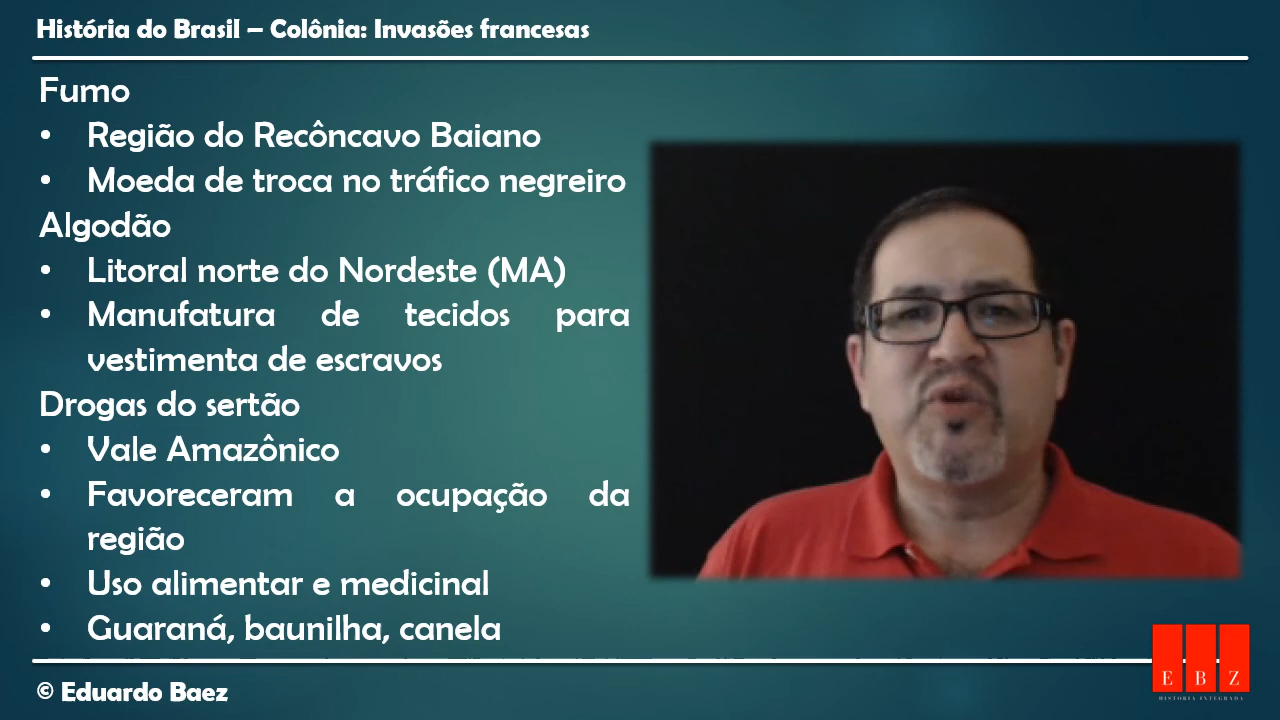 História do Brasil – Colônia: Invasões francesas
Fumo
• Região do Recôncavo Baiano
• Moeda de troca no tráfico negreiro
Algodão
• Litoral norte do Nordeste (MA)
• Manufatura de tecidos para
vestimenta de escravos
Drogas do sertão
• Vale Amazônico
• Favoreceram a ocupação da
região
• Uso alimentar e medicinal
• Guaraná, baunilha, canela
© Eduardo Baez
E B Z
HISTÓRIA INTEGRADA